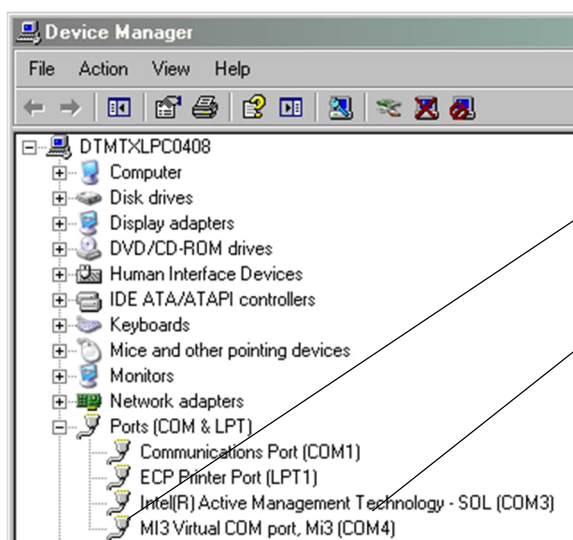 Device Manager
File Action View Help
DTMTXLPC0408
Computer
Disk drives
Display adapters
DVD/CD-ROM drives
Human Interface Devices
IDE ATA/ATAPI controllers
Keyboards
Mice and other pointing devices
Monitors
Network adapters
Ports (COM & LPT)
Communications Port (COM1)
ECP Printer Port (LPT1)
Intel(R) Active Management Technology - SOL (COM3)
MI3 Virtual COM port, Mi3 (COM4)